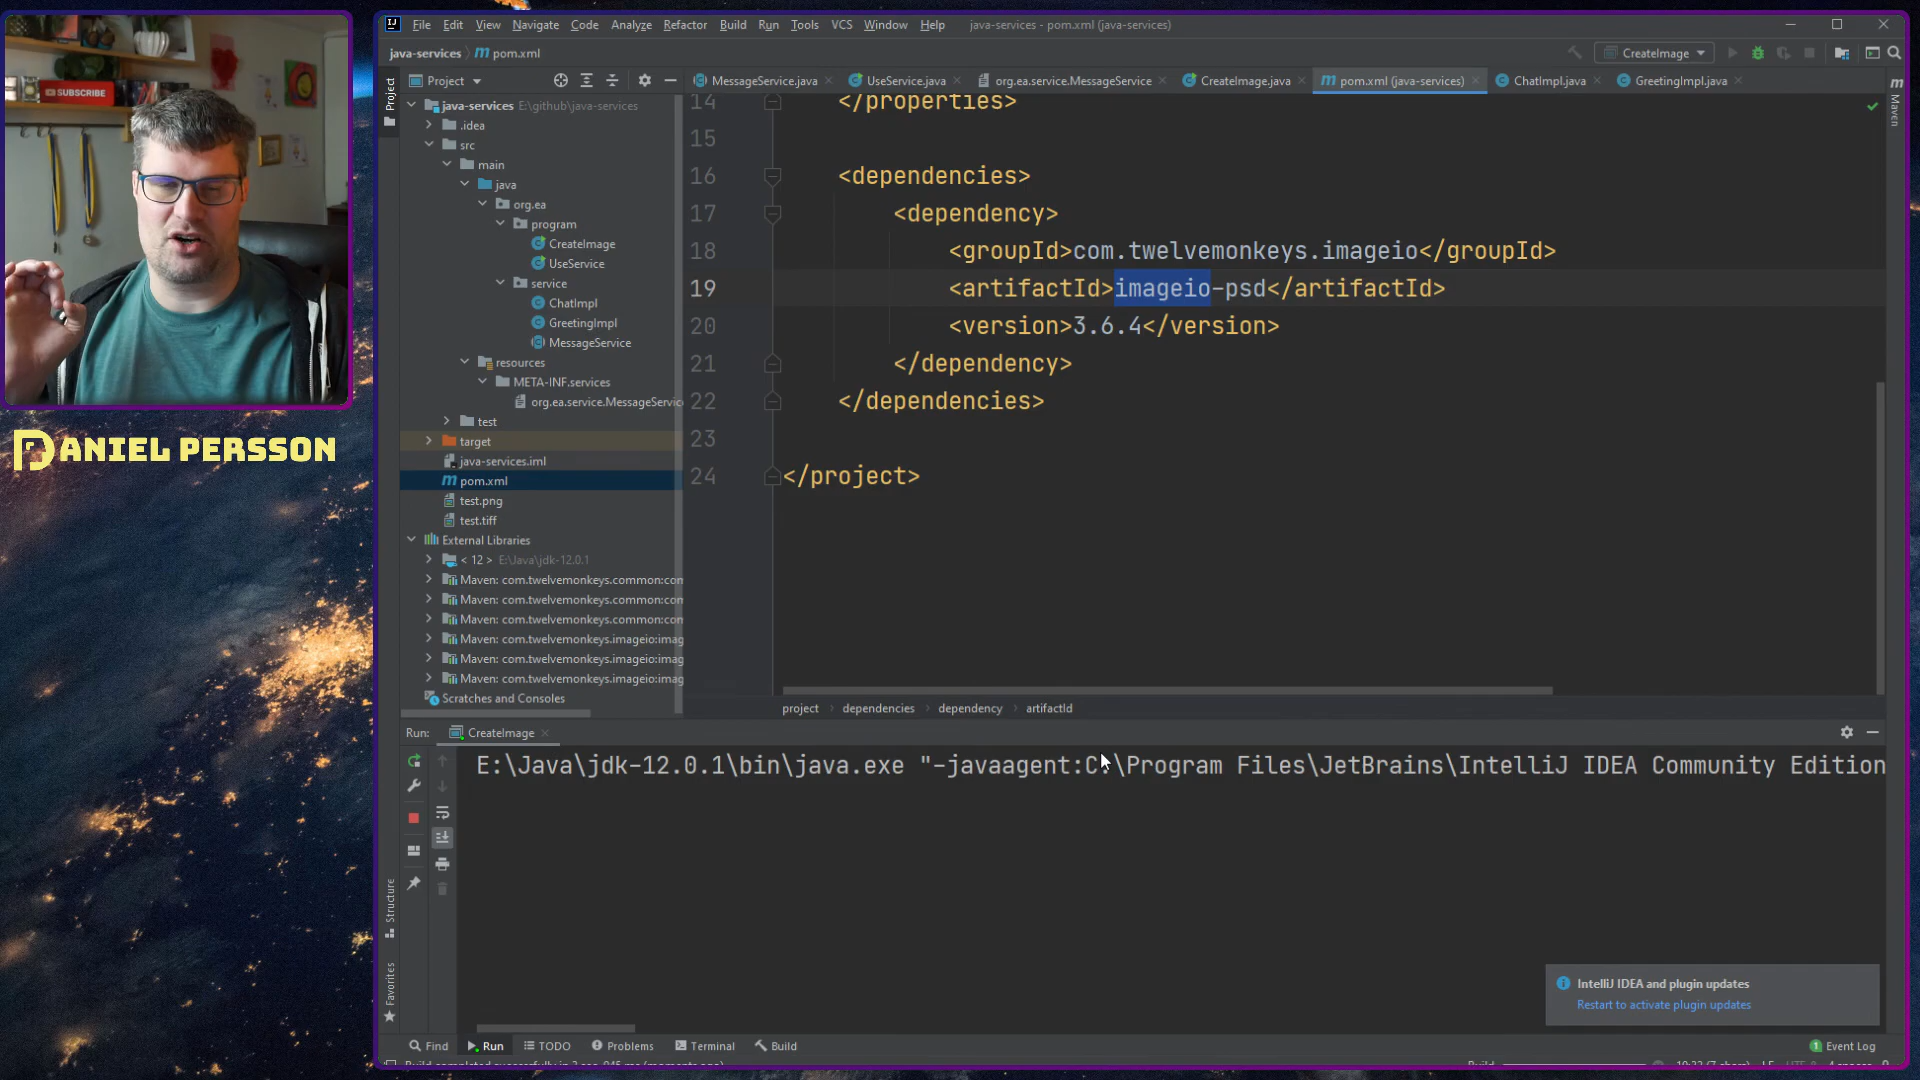 File Edit View Navigate Code Analyze Refactor Build Run Tools VCS Window Help java-services - pom.xml (java-services)
java-services pom.xml
CreateImage
Project
MessageService.java UseService.java org.ea.service.MessageService CreateImage.java pom.xml (java-services) ChatImpl.java GreetingImpl.java
Project
Maven
SUBSCRIBE
java-services E:\github\java-services
.idea
src
main
java
org.ea
program
CreateImage
UseService
service
ChatImpl
GreetingImpl
MessageService
resources
META-INF.services
org.ea.service.MessageServic
test
target
java-services.iml
pom.xml
test.png
test.tiff
External Libraries
< 12 > E:\Java\jdk-12.0.1
Maven: com.twelvemonkeys.common:con
Maven: com.twelvemonkeys.common:con
Maven: com.twelvemonkeys.common:con
Maven: com.twelvemonkeys.imageio:imag
Maven: com.twelvemonkeys.imageio:imag
Maven: com.twelvemonkeys.imageio:imag
Scratches and Consoles
14 </properties>
15
16 <dependencies>
17 <dependency>
18 <groupId>com.twelvemonkeys.imageio</groupId>
19 <artifactId>imageio-psd</artifactId>
20 <version>3.6.4</version>
21 </dependency>
22 </dependencies>
23
24 </project>
project dependencies dependency artifactId
DANIEL PERSSON
Run: CreateImage
E:\Java\jdk-12.0.1\bin\java.exe "-javaagent:C:\Program Files\JetBrains\IntelliJ IDEA Community Edition
Structure
Favorites
IntelliJ IDEA and plugin updates
Restart to activate plugin updates
Find Run TODO Problems Terminal Build 1 Event Log